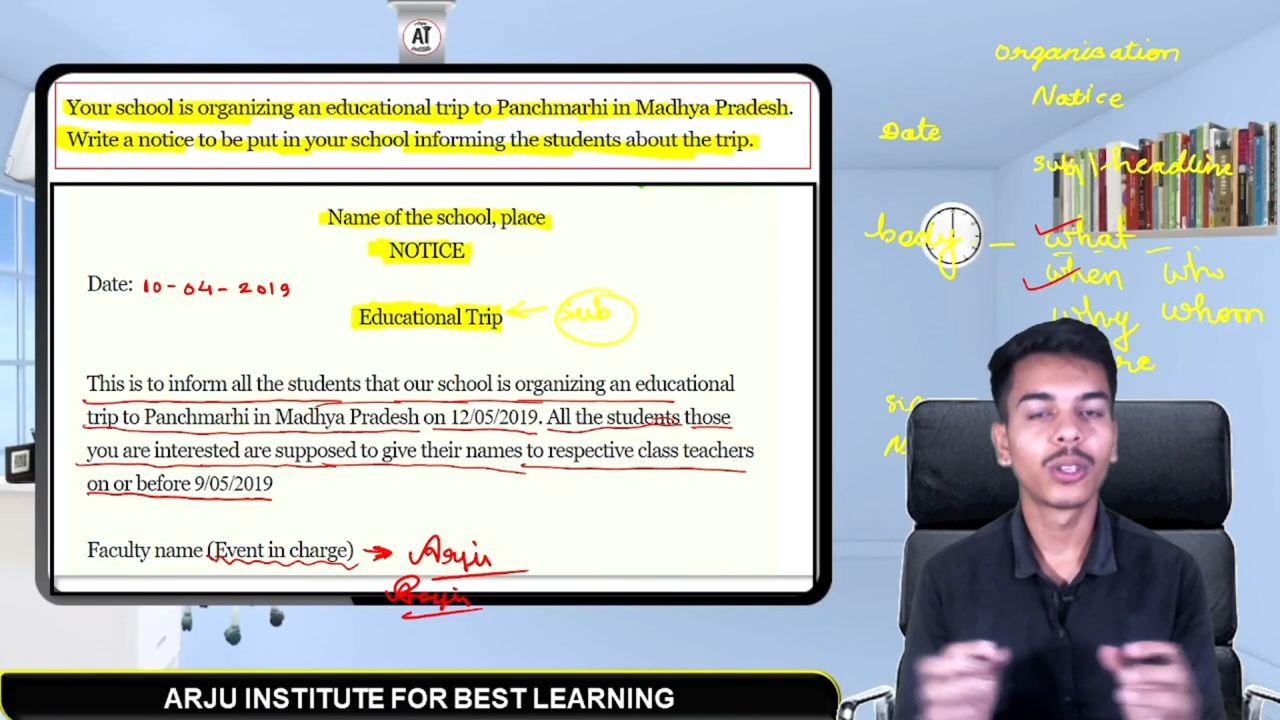 Arju
AT
Institute
Your school is organizing an educational trip to Panchmarhi in Madhya Pradesh.
Write a notice to be put in your school informing the students about the trip.
Name of the school, place
NOTICE
Date: 10-04-2019
Educational Trip ← sub
This is to inform all the students that our school is organizing an educational
trip to Panchmarhi in Madhya Pradesh on 12/05/2019. All the students those
you are interested are supposed to give their names to respective class teachers
on or before 9/05/2019
Faculty name (Event in charge) → Arju
Arju
organisation
Notice
Date
sub/headline
body - what - who
when whom
why
ARJU INSTITUTE FOR BEST LEARNING